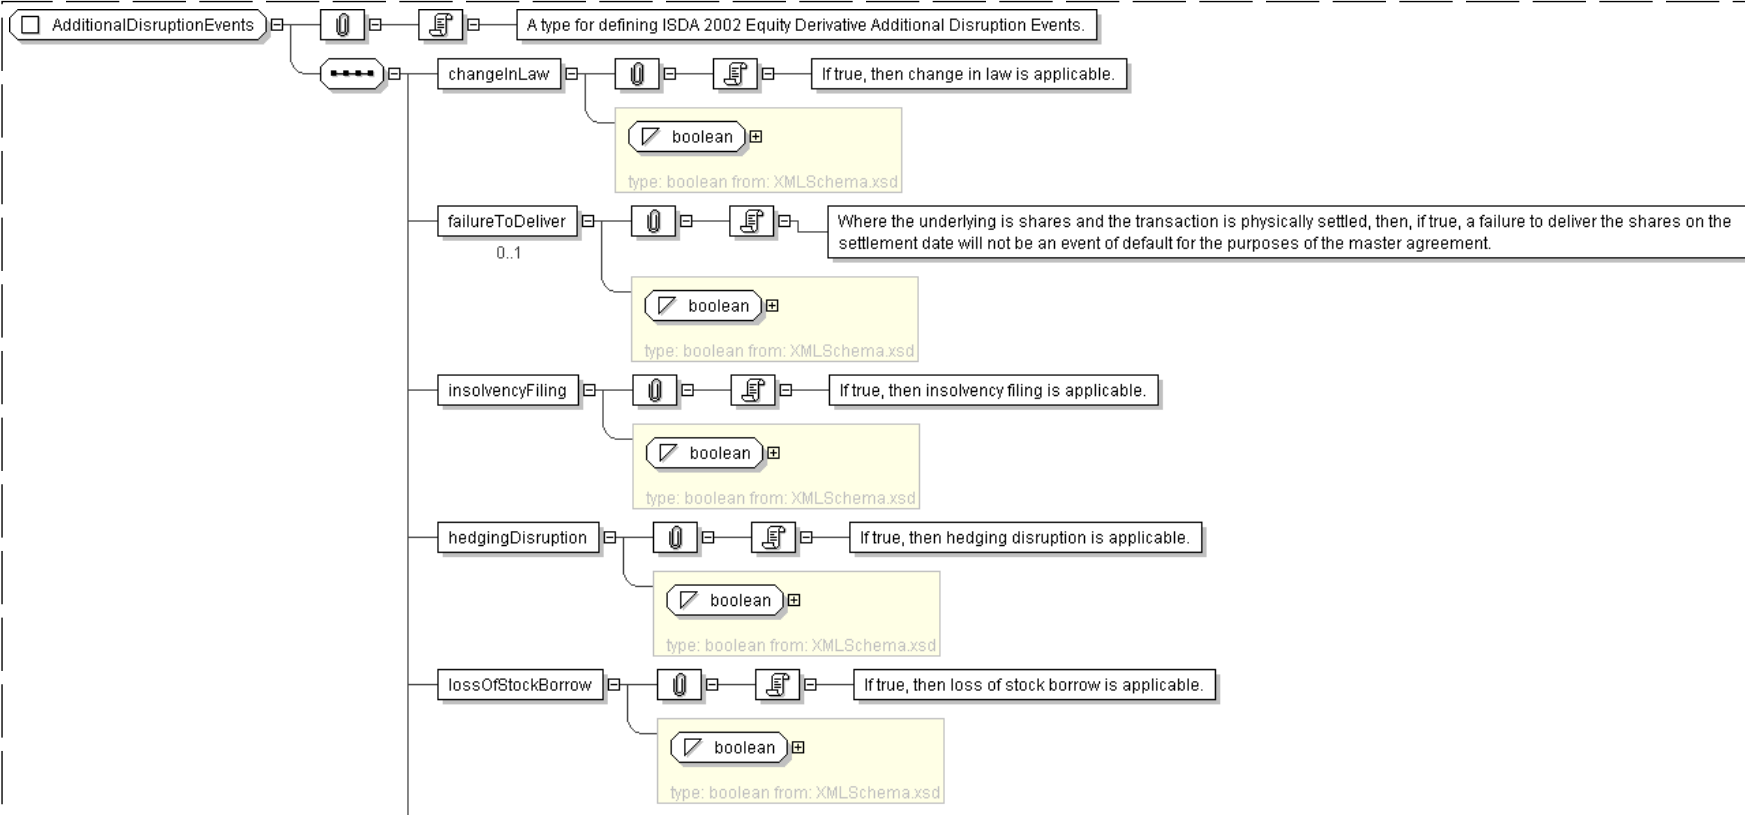 AdditionalDisruptionEvents
A type for defining ISDA 2002 Equity Derivative Additional Disruption Events.
changeInLaw
If true, then change in law is applicable.
boolean
type: boolean from: XMLSchema.xsd
failureToDeliver
0..1
Where the underlying is shares and the transaction is physically settled, then, if true, a failure to deliver the shares on the
settlement date will not be an event of default for the purposes of the master agreement.
boolean
type: boolean from: XMLSchema.xsd
insolvencyFiling
If true, then insolvency filing is applicable.
boolean
type: boolean from: XMLSchema.xsd
hedgingDisruption
If true, then hedging disruption is applicable.
boolean
type: boolean from: XMLSchema.xsd
lossOfStockBorrow
If true, then loss of stock borrow is applicable.
boolean
type: boolean from: XMLSchema.xsd